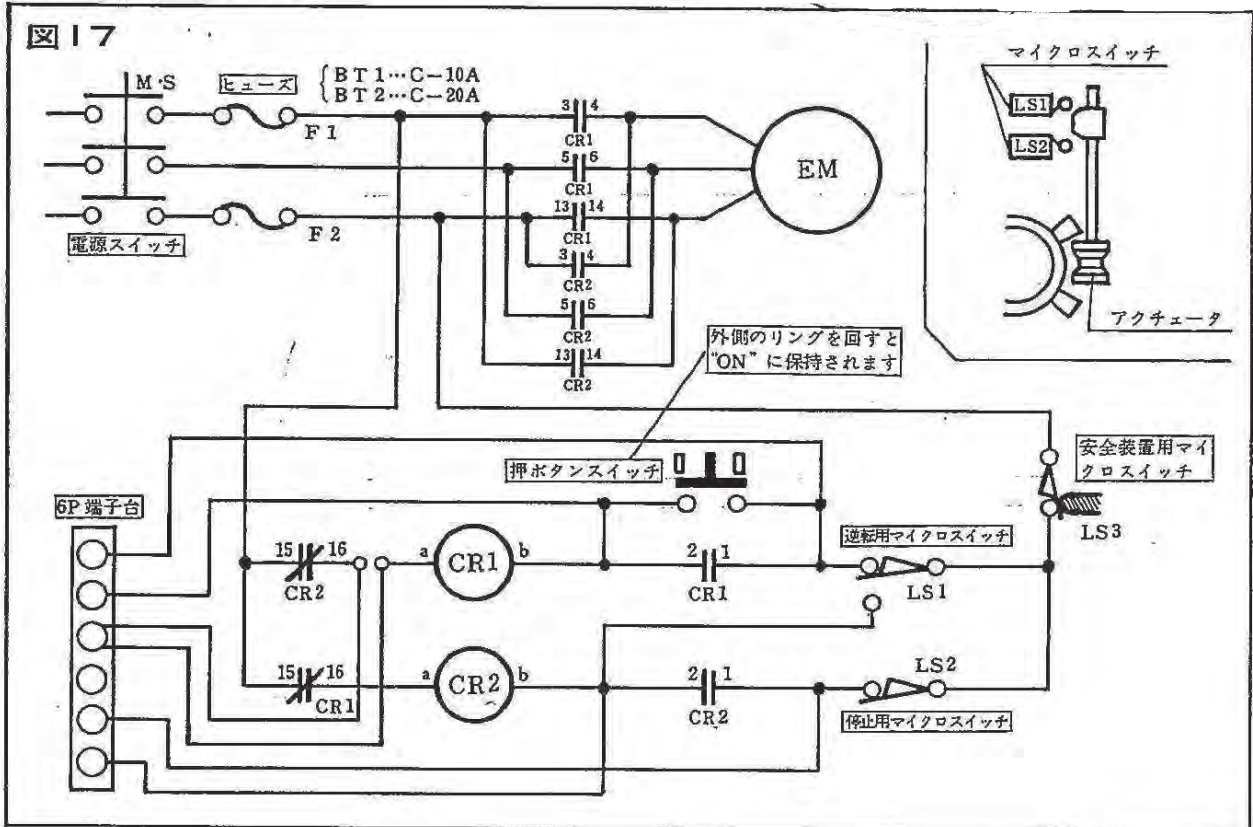 図17
M·S
ヒューズ
BT1…C-10A
BT2…C-20A
F1
F2
電源スイッチ
3 4
CR1
5 6
CR1
13 14
CR1
3 4
CR2
5 6
CR2
13 14
CR2
EM
マイクロスイッチ
LS1
LS2
アクチェータ
外側のリングを回すと
"ON"に保持されます
押ボタンスイッチ
安全装置用マイ
クロスイッチ
LS3
6P端子台
15 16
CR2
a
CR1
b
2 1
CR1
逆転用マイクロスイッチ
LS1
15 16
CR1
a
CR2
b
2 1
CR2
LS2
停止用マイクロスイッチ